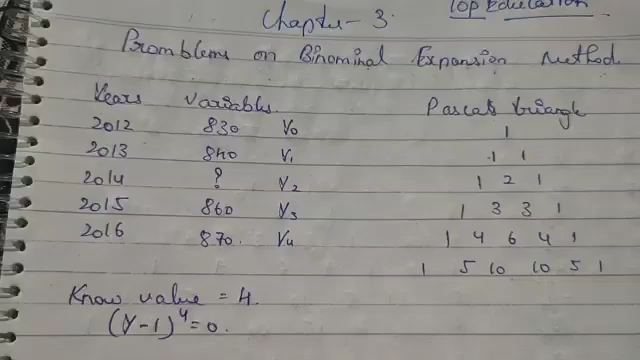 Top Education
Chapter - 3.
Promblems on Binominal Expansion Method
Years variables Pascal's triangle
2012 830 Y0 1
2013 840 Y1 1 1
2014 ? Y2 1 2 1
2015 860 Y3 1 3 3 1
2016 870. Y4 1 4 6 4 1
1 5 10 10 5 1
Know value = 4.
(Y-1)⁴=0.